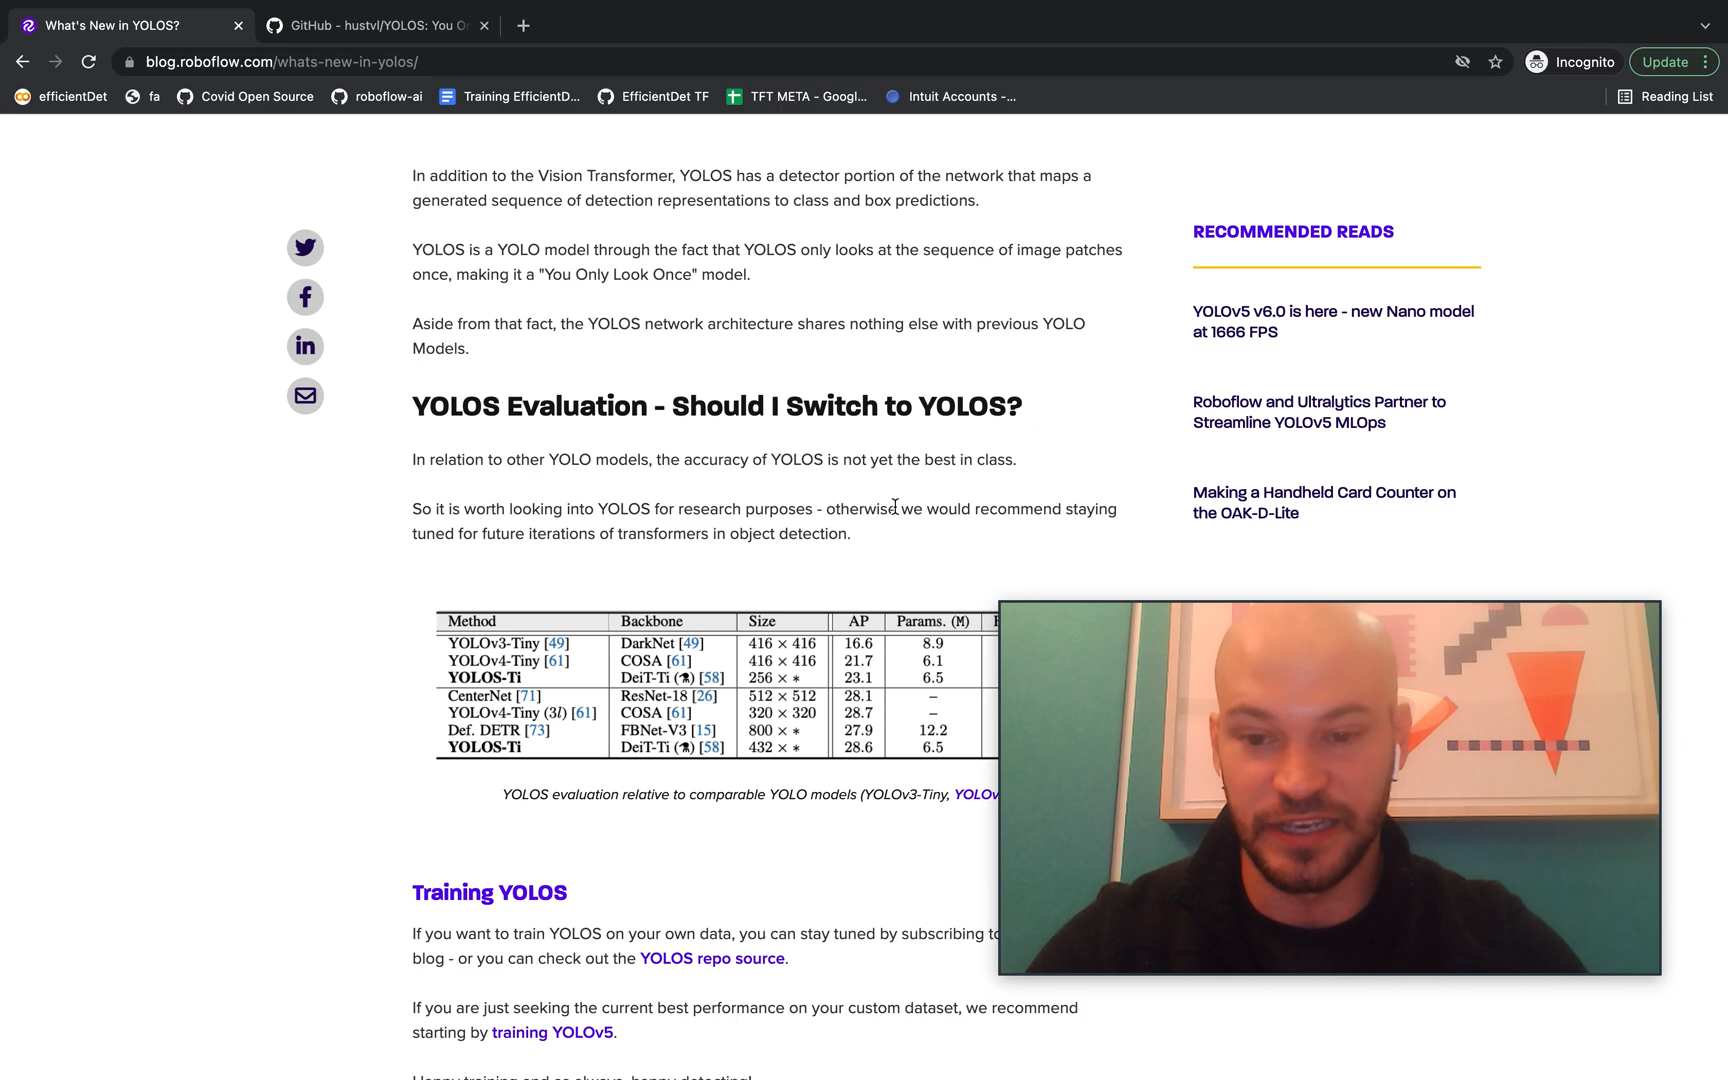 What's New in YOLOS?
GitHub - hustvl/YOLOS: You O
blog.roboflow.com/whats-new-in-yolos/
Incognito
Update
efficientDet
fa
Covid Open Source
roboflow-ai
Training EfficientD...
EfficientDet TF
TFT META - Googl...
Intuit Accounts -...
Reading List
In addition to the Vision Transformer, YOLOS has a detector portion of the network that maps a
generated sequence of detection representations to class and box predictions.
YOLOS is a YOLO model through the fact that YOLOS only looks at the sequence of image patches
once, making it a "You Only Look Once" model.
Aside from that fact, the YOLOS network architecture shares nothing else with previous YOLO
Models.
YOLOS Evaluation - Should I Switch to YOLOS?
In relation to other YOLO models, the accuracy of YOLOS is not yet the best in class.
So it is worth looking into YOLOS for research purposes - otherwise we would recommend staying
tuned for future iterations of transformers in object detection.
Method Backbone Size AP Params. (M)
YOLOv3-Tiny [49] DarkNet [49] 416 × 416 16.6 8.9
YOLOv4-Tiny [61] COSA [61] 416 × 416 21.7 6.1
YOLOS-Ti DeiT-Ti (⚗) [58] 256 × * 23.1 6.5
CenterNet [71] ResNet-18 [26] 512 × 512 28.1 –
YOLOv4-Tiny (3l) [61] COSA [61] 320 × 320 28.7 –
Def. DETR [73] FBNet-V3 [15] 800 × * 27.9 12.2
YOLOS-Ti DeiT-Ti (⚗) [58] 432 × * 28.6 6.5
YOLOS evaluation relative to comparable YOLO models (YOLOv3-Tiny, YOLOv
Training YOLOS
If you want to train YOLOS on your own data, you can stay tuned by subscribing to
blog - or you can check out the YOLOS repo source.
If you are just seeking the current best performance on your custom dataset, we recommend
starting by training YOLOv5.
Happy training and as always, happy detecting!
RECOMMENDED READS
YOLOv5 v6.0 is here - new Nano model
at 1666 FPS
Roboflow and Ultralytics Partner to
Streamline YOLOv5 MLOps
Making a Handheld Card Counter on
the OAK-D-Lite